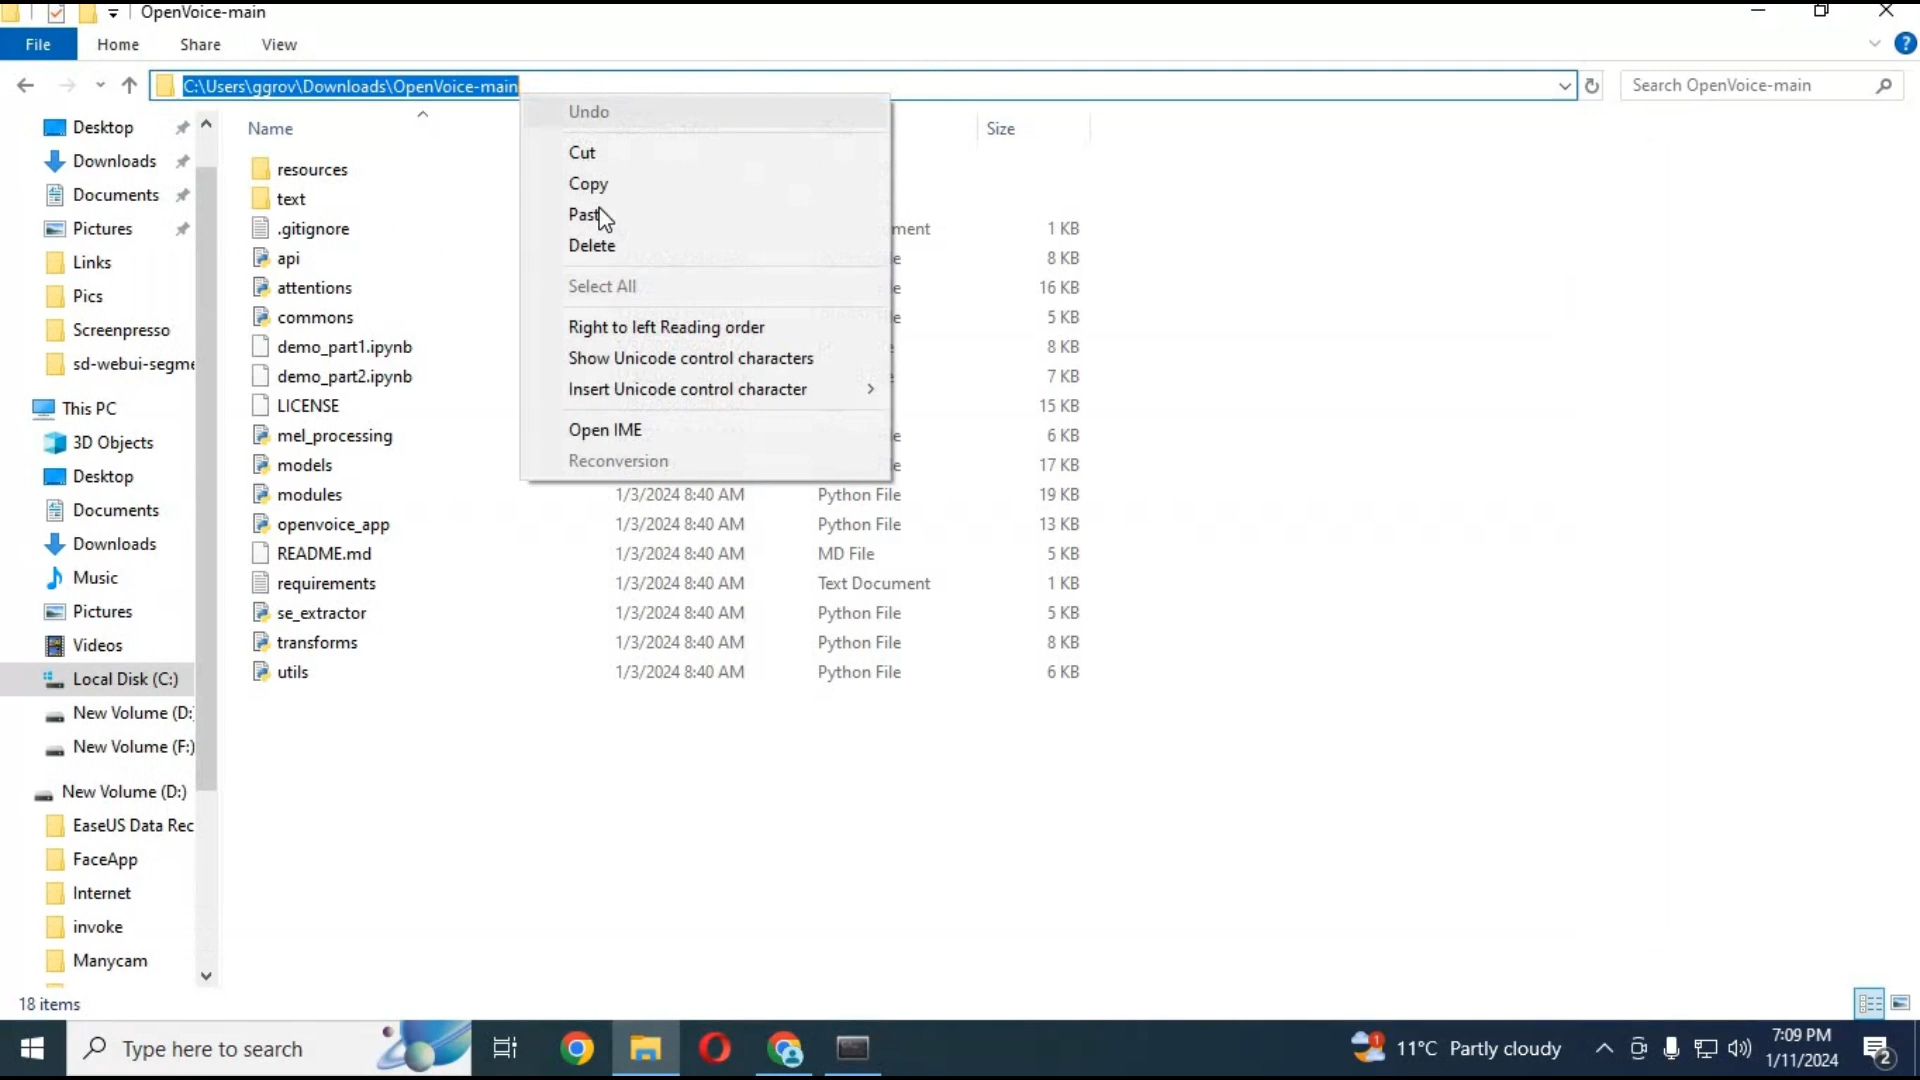 OpenVoice-main
File Home Share View
C:\Users\ggrov\Downloads\OpenVoice-main
Search OpenVoice-main
Desktop
Downloads
Documents
Pictures
Links
Pics
Screenpresso
sd-webui-segme
This PC
3D Objects
Desktop
Documents
Downloads
Music
Pictures
Videos
Local Disk (C:)
New Volume (D:
New Volume (F:)
New Volume (D:)
EaseUS Data Rec
FaceApp
Internet
invoke
Manycam
Name Size
resources
text
.gitignore ment 1 KB
api e 8 KB
attentions e 16 KB
commons e 5 KB
demo_part1.ipynb 8 KB
demo_part2.ipynb 7 KB
LICENSE 15 KB
mel_processing e 6 KB
models e 17 KB
modules 1/3/2024 8:40 AM Python File 19 KB
openvoice_app 1/3/2024 8:40 AM Python File 13 KB
README.md 1/3/2024 8:40 AM MD File 5 KB
requirements 1/3/2024 8:40 AM Text Document 1 KB
se_extractor 1/3/2024 8:40 AM Python File 5 KB
transforms 1/3/2024 8:40 AM Python File 8 KB
utils 1/3/2024 8:40 AM Python File 6 KB
Undo
Cut
Copy
Past
Delete
Select All
Right to left Reading order
Show Unicode control characters
Insert Unicode control character
Open IME
Reconversion
18 items
Type here to search
1
11°C Partly cloudy
7:09 PM
1/11/2024
2